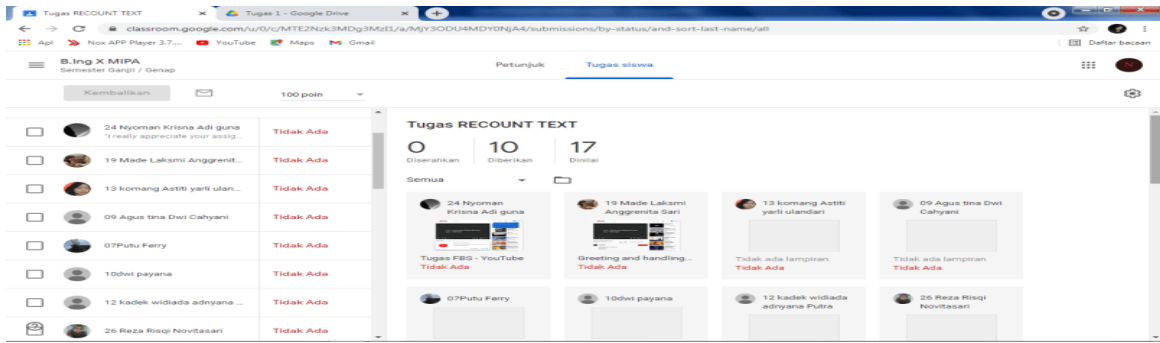 Tugas RECOUNT TEXT
Tugas 1 - Google Drive
classroom.google.com/u/0/c/MTE2Nzk3MDg3MzI1/a/MjY3ODU4MDY0NjA4/submissions/by-status/and-sort-last-name/all
Apl Nox APP Player 3.7.... YouTube Maps Gmail Daftar bacaan
B.Ing X MIPA
Semester Ganjil / Genap
Petunjuk Tugas siswa
N
Kembalikan 100 poin
24 Nyoman Krisna Adi guna Tidak Ada
"I really appreciate your assig...
19 Made Laksmi Anggrenit... Tidak Ada
13 komang Astiti yarli ulan... Tidak Ada
09 Agus tina Dwi Cahyani Tidak Ada
07Putu Ferry Tidak Ada
10dwi payana Tidak Ada
12 kadek widiada adnyana ... Tidak Ada
26 Reza Risqi Novitasari Tidak Ada
Tugas RECOUNT TEXT
0 10 17
Diserahkan Diberikan Dinilai
Semua
24 Nyoman
Krisna Adi guna
Tugas FBS - YouTube
Tidak Ada
19 Made Laksmi
Anggrenita Sari
Greeting and handling...
Tidak Ada
13 komang Astiti
yarli ulandari
Tidak ada lampiran
Tidak Ada
09 Agus tina Dwi
Cahyani
Tidak ada lampiran
Tidak Ada
07Putu Ferry
10dwi payana
12 kadek widiada
adnyana Putra
26 Reza Risqi
Novitasari